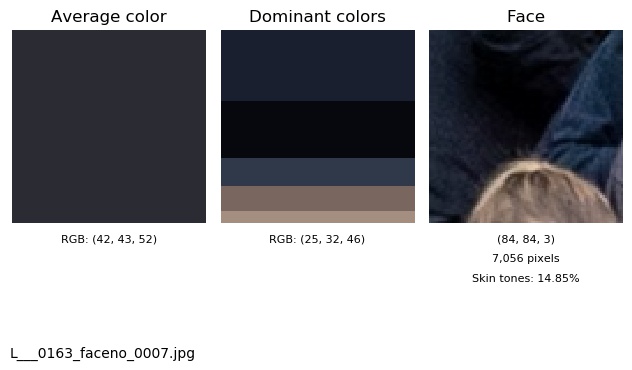 Average color
Dominant colors
Face
RGB: (42, 43, 52)
RGB: (25, 32, 46)
(84, 84, 3)
7,056 pixels
Skin tones: 14.85%
L___0163_faceno_0007.jpg